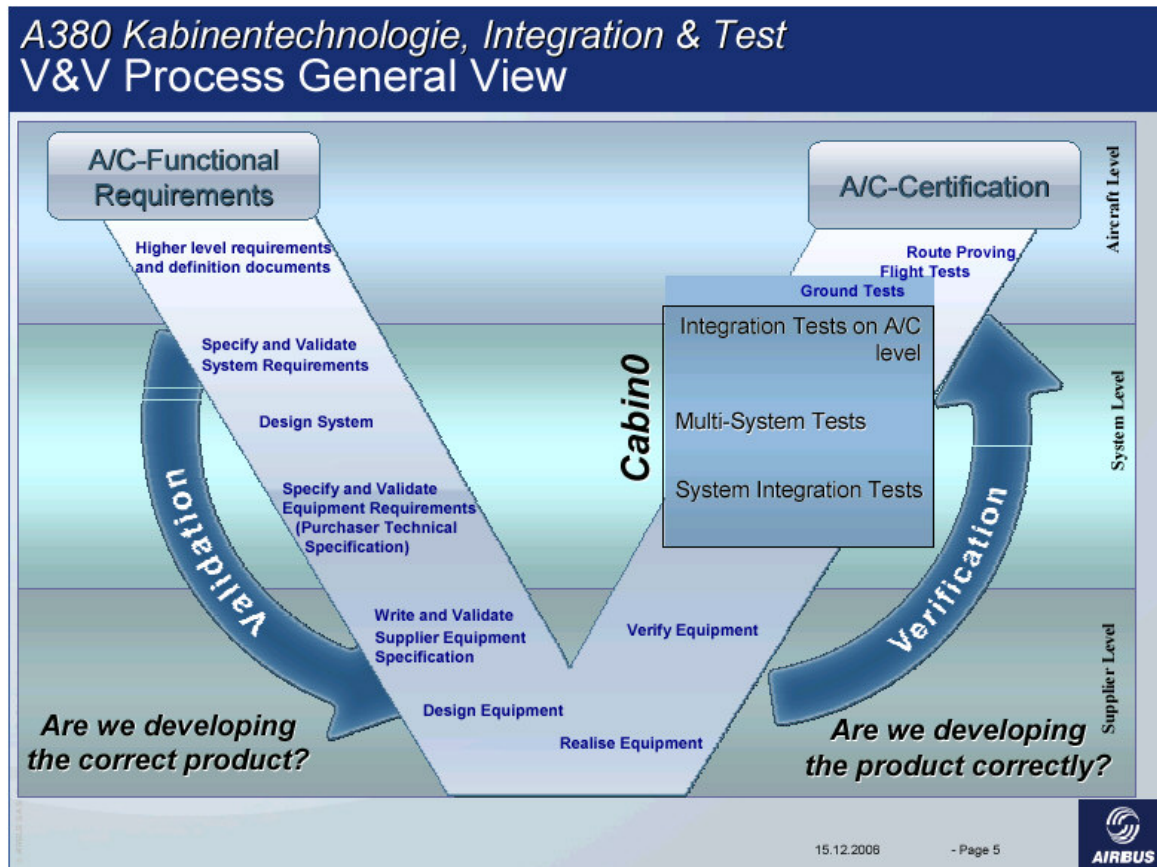 A380 Kabinentechnologie, Integration & Test
V&V Process General View
A/C-Functional
Requirements
Higher level requirements
and definition documents
Specify and Validate
System Requirements
Design System
Specify and Validate
Equipment Requirements
(Purchaser Technical
Specification)
Write and Validate
Supplier Equipment
Specification
Design Equipment
Realise Equipment
Verify Equipment
Cabin0
System Integration Tests
Multi-System Tests
Integration Tests on A/C
level
Ground Tests
Flight Tests
Route Proving
A/C-Certification
Aircraft Level
System Level
Supplier Level
Validation
Verification
Are we developing
the correct product?
Are we developing
the product correctly?
15.12.2006
- Page 5
AIRBUS